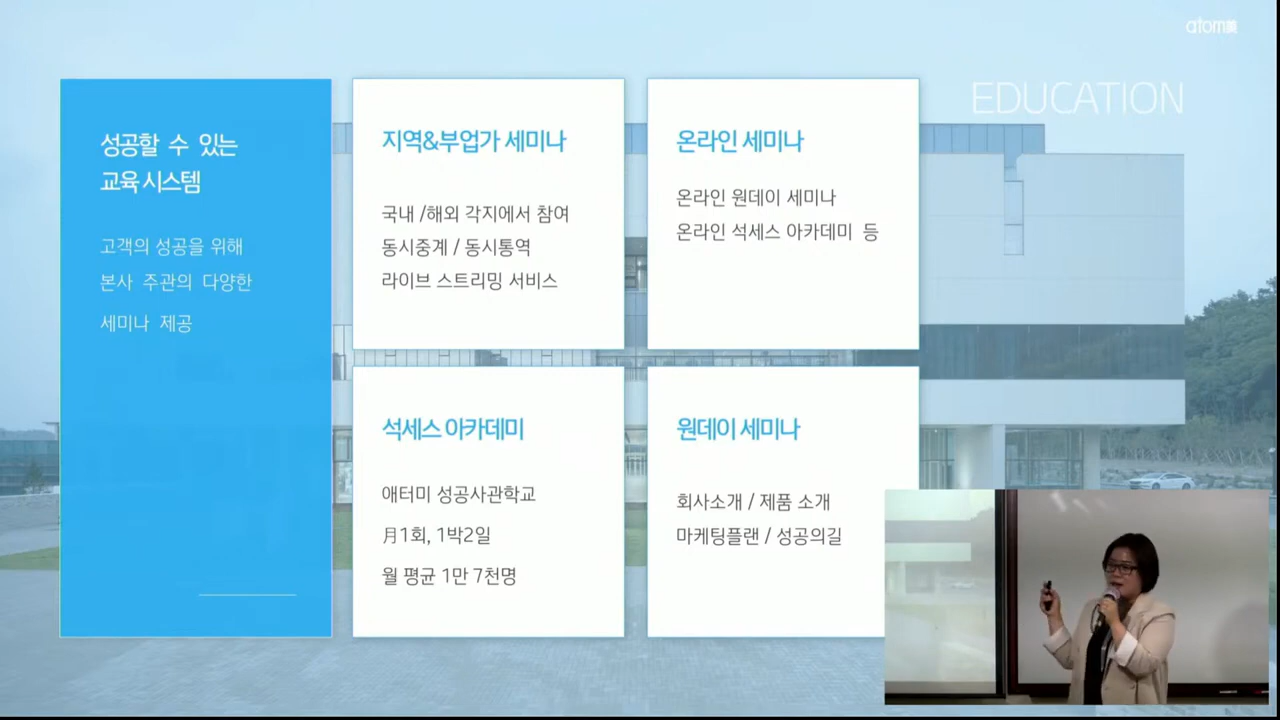 atom美
EDUCATION
성공할 수 있는
교육 시스템
고객의 성공을 위해
본사 주관의 다양한
세미나 제공
지역&부업가 세미나
국내 /해외 각지에서 참여
동시중계 / 동시통역
라이브 스트리밍 서비스
온라인 세미나
온라인 원데이 세미나
온라인 석세스 아카데미 등
석세스 아카데미
애터미 성공사관학교
月1회, 1박2일
월 평균 1만 7천명
원데이 세미나
회사소개 / 제품 소개
마케팅플랜 / 성공의길